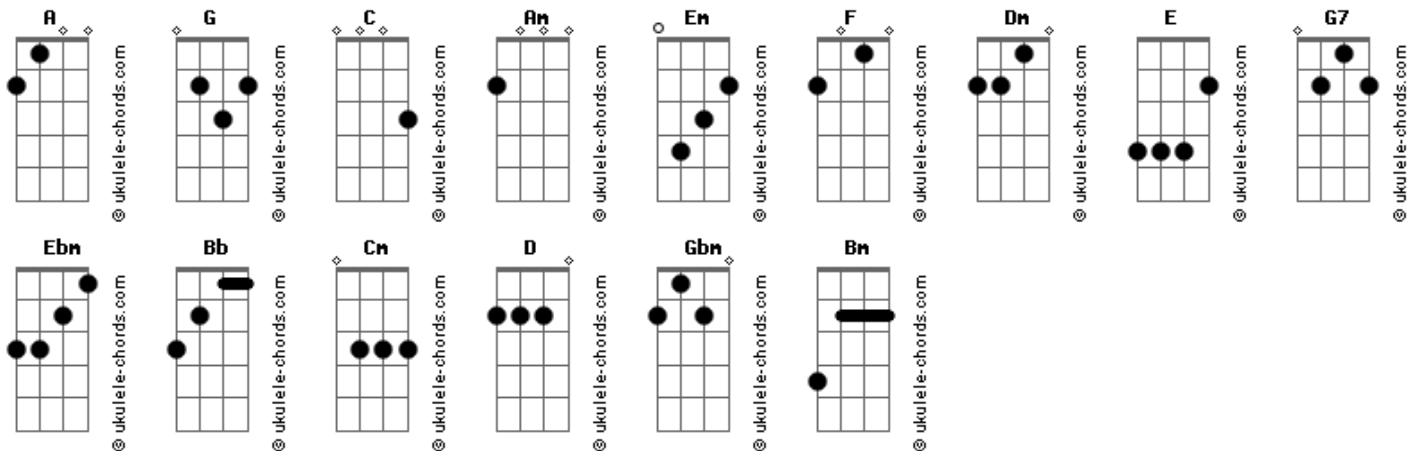 A G C Am Em F Dm E G7
© ukulele-chords.com © ukulele-chords.com © ukulele-chords.com © ukulele-chords.com © ukulele-chords.com © ukulele-chords.com © ukulele-chords.com © ukulele-chords.com © ukulele-chords.com
Ebm Bb Cm D Gbm Bm
© ukulele-chords.com © ukulele-chords.com © ukulele-chords.com © ukulele-chords.com © ukulele-chords.com © ukulele-chords.com